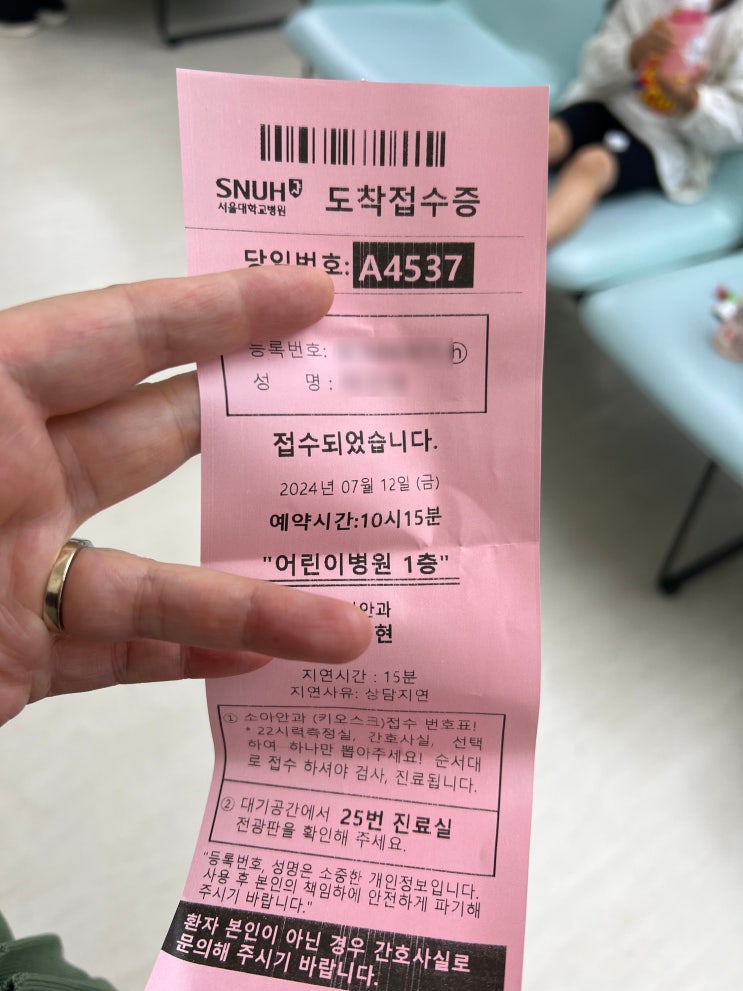 SNUH
서울대학교병원
도착접수증
당일번호: A4537
등록번호:
성 명 :
접수되었습니다.
2024년 07월 12일 (금)
예약시간:10시15분
"어린이병원 1층"
안과
현
지연시간 : 15분
지연사유: 상담지연
① 소아안과 (키오스크)접수 번호표!
* 22시력측정실, 간호사실, 선택
하여 하나만 뽑아주세요! 순서대
로 접수 하셔야 검사, 진료됩니다.
② 대기공간에서 25번 진료실
전광판을 확인해 주세요.
"등록번호, 성명은 소중한 개인정보입니다.
사용 후 본인의 책임하에 안전하게 파기해
주시기 바랍니다."
환자 본인이 아닌 경우 간호사실로
문의해 주시기 바랍니다.